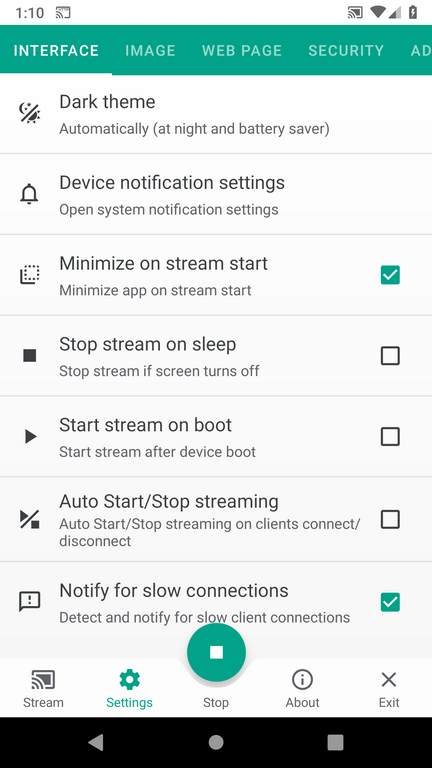 1:10
INTERFACE IMAGE WEB PAGE SECURITY AD
Dark theme
Automatically (at night and battery saver)
Device notification settings
Open system notification settings
Minimize on stream start
Minimize app on stream start
Stop stream on sleep
Stop stream if screen turns off
Start stream on boot
Start stream after device boot
Auto Start/Stop streaming
Auto Start/Stop streaming on clients connect/
disconnect
Notify for slow connections
Detect and notify for slow client connections
Stream Settings Stop About Exit